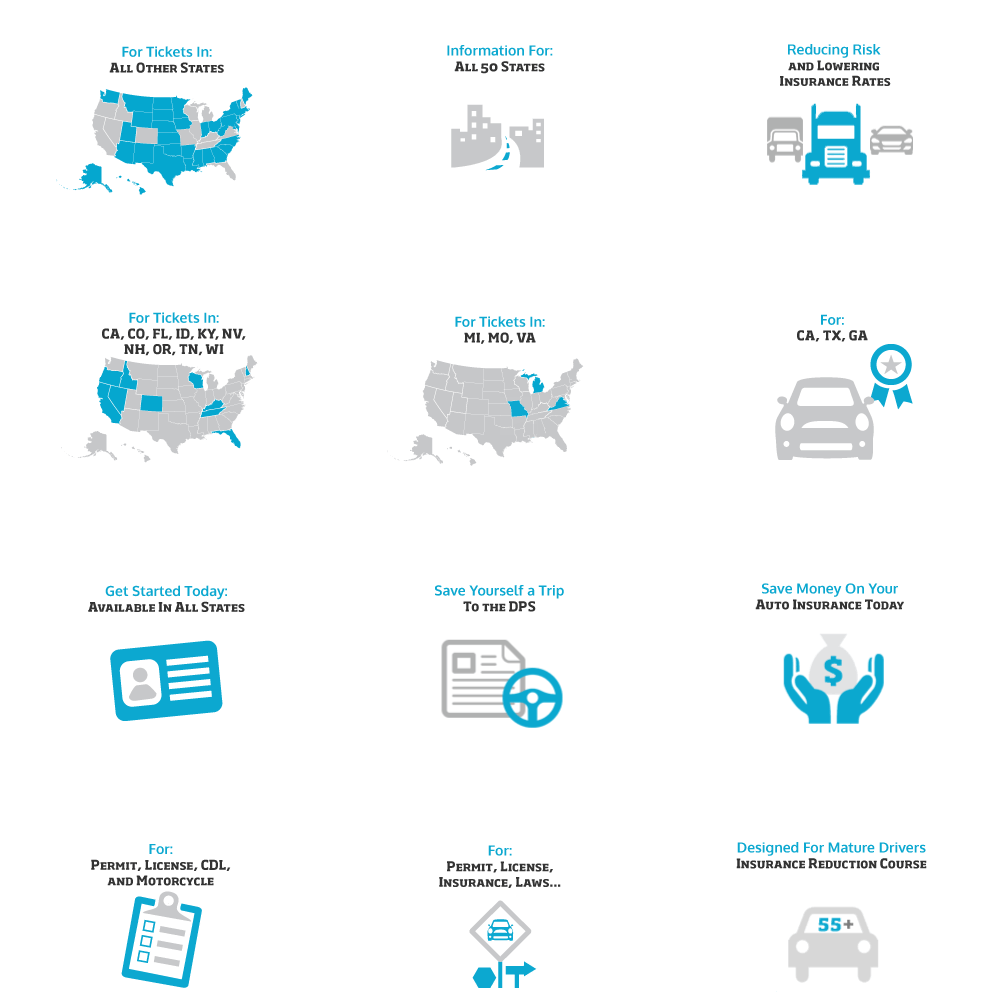 For Tickets In:
All Other States
Information For:
All 50 States
Reducing Risk
and Lowering
Insurance Rates
For Tickets In:
CA, CO, FL, ID, KY, NV,
NH, OR, TN, WI
For Tickets In:
MI, MO, VA
For:
CA, TX, GA
Get Started Today:
Available In All States
Save Yourself a Trip
To the DPS
Save Money On Your
Auto Insurance Today
$
For:
Permit, License, CDL,
and Motorcycle
For:
Permit, License,
Insurance, Laws...
Designed For Mature Drivers
Insurance Reduction Course
55+